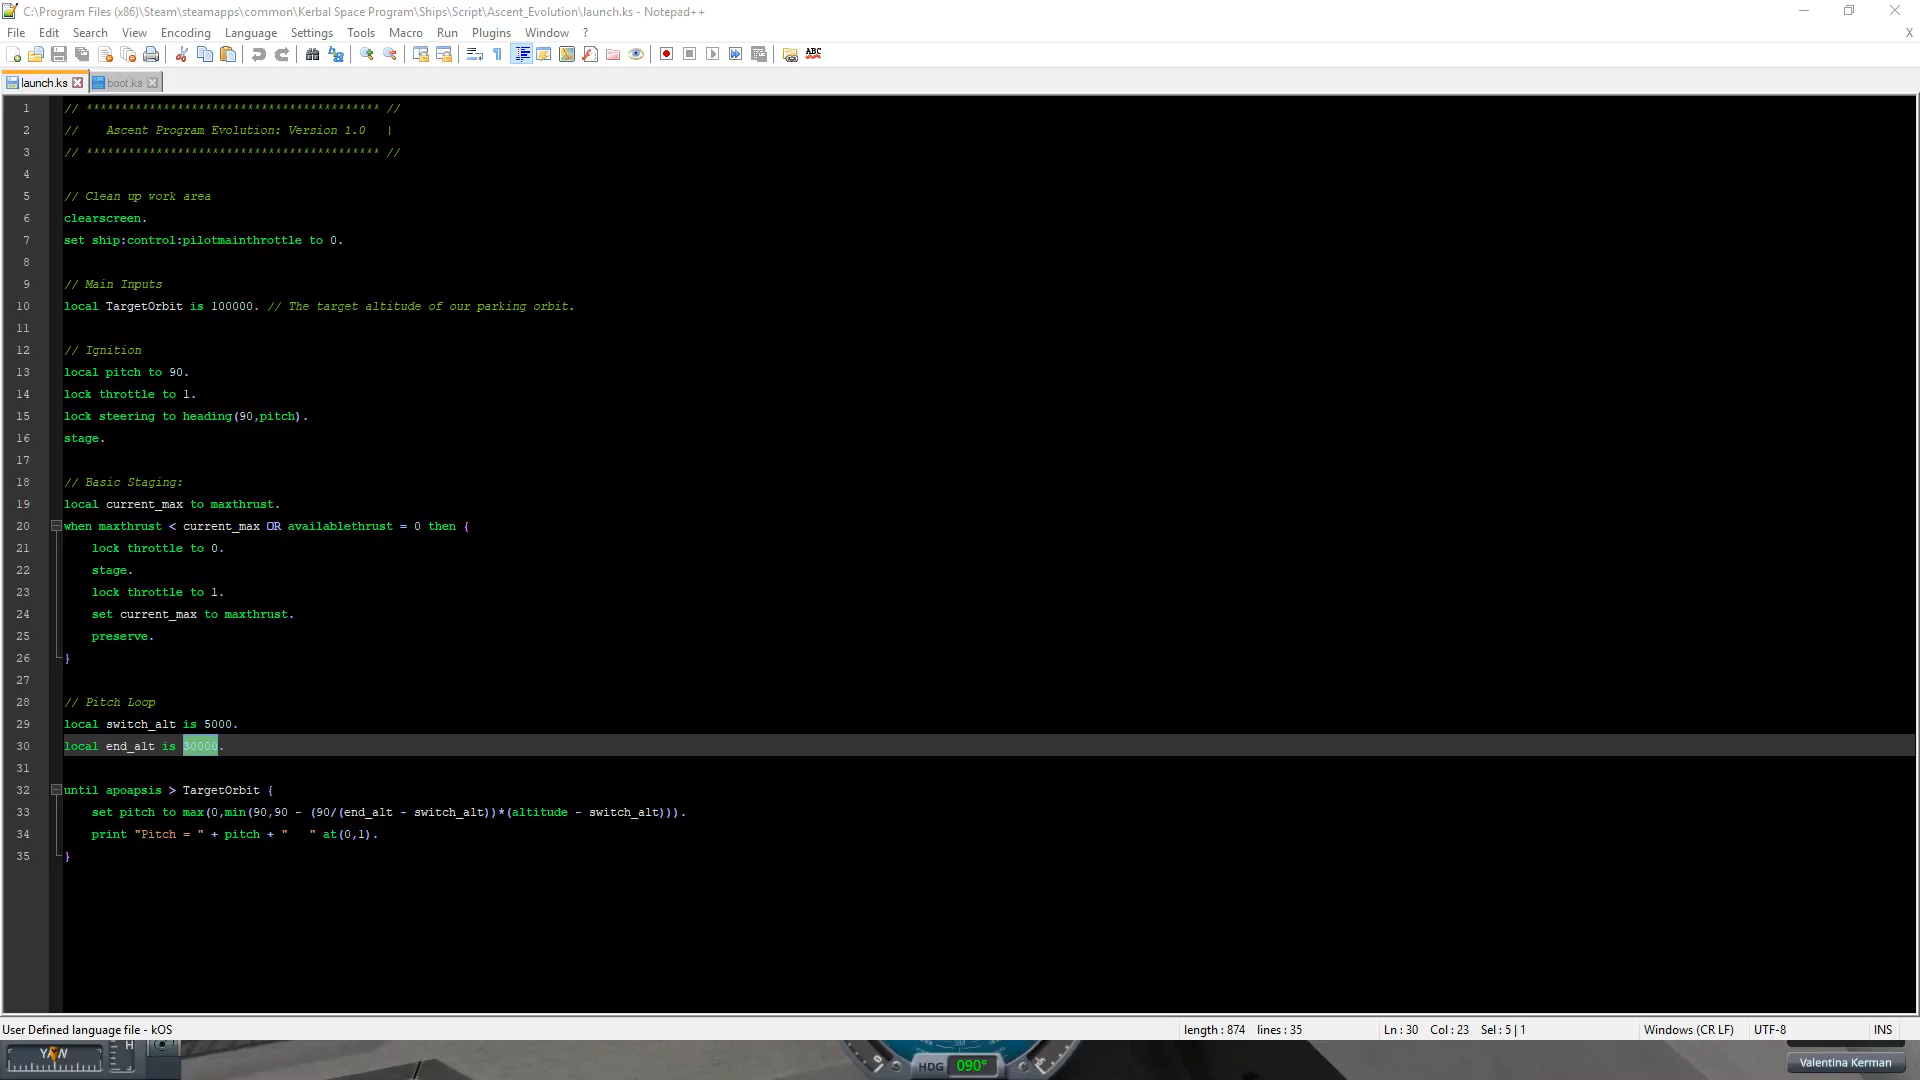 C:\Program Files (x86)\Steam\steamapps\common\Kerbal Space Program\Ships\Script\Ascent_Evolution\launch.ks - Notepad++
File Edit Search View Encoding Language Settings Tools Macro Run Plugins Window ? X
ABC
launch.ks boot.ks
1 // ****************************************** //
2 //    Ascent Program Evolution: Version 1.0   |
3 // ****************************************** //
4
5 // Clean up work area
6 clearscreen.
7 set ship:control:pilotmainthrottle to 0.
8
9 // Main Inputs
10 local TargetOrbit is 100000. // The target altitude of our parking orbit.
11
12 // Ignition
13 local pitch to 90.
14 lock throttle to 1.
15 lock steering to heading(90,pitch).
16 stage.
17
18 // Basic Staging:
19 local current_max to maxthrust.
20 when maxthrust < current_max OR availablethrust = 0 then {
21     lock throttle to 0.
22     stage.
23     lock throttle to 1.
24     set current_max to maxthrust.
25     preserve.
26 }
27
28 // Pitch Loop
29 local switch_alt is 5000.
30 local end_alt is 30000.
31
32 until apoapsis > TargetOrbit {
33     set pitch to max(0,min(90,90 - (90/(end_alt - switch_alt))*(altitude - switch_alt))).
34     print "Pitch = " + pitch + "   " at(0,1).
35 }
User Defined language file - kOS length : 874 lines : 35 Ln : 30 Col : 23 Sel : 5 | 1 Windows (CR LF) UTF-8 INS
YAW H HDG 090° Valentina Kerman